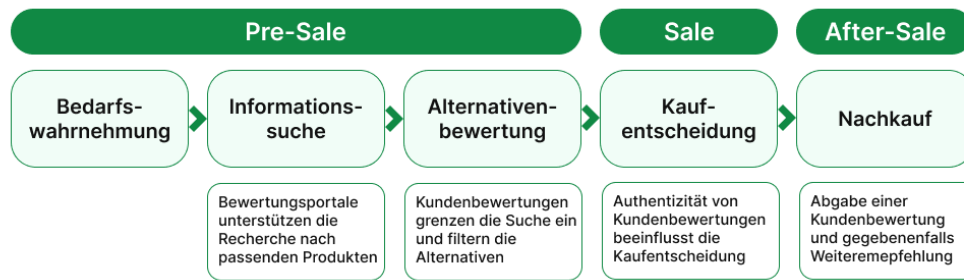 Pre-Sale
Sale
After-Sale
Bedarfs-
wahrnehmung
Informations-
suche
Alternativen-
bewertung
Kauf-
entscheidung
Nachkauf
Bewertungsportale
unterstützen die
Recherche nach
passenden Produkten
Kundenbewertungen
grenzen die Suche ein
und filtern die
Alternativen
Authentizität von
Kundenbewertungen
beeinflusst die
Kaufentscheidung
Abgabe einer
Kundenbewertung
und gegebenenfalls
Weiterempfehlung